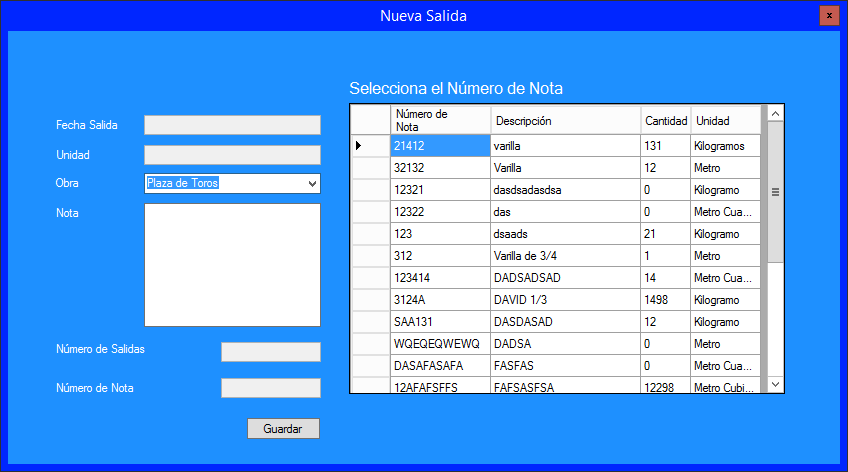 Nueva Salida
x
Selecciona el Número de Nota
Fecha Salida
Unidad
Obra
Plaza de Toros
Nota
Número de Salidas
Número de Nota
Guardar
Número de
Nota
Descripción Cantidad Unidad
21412 varilla 131 Kilogramos
32132 Varilla 12 Metro
12321 dasdsadasdsa 0 Kilogramo
12322 das 0 Metro Cua...
123 dsaads 21 Kilogramo
312 Varilla de 3/4 1 Metro
123414 DADSADSAD 14 Metro Cua...
3124A DAVID 1/3 1498 Kilogramo
SAA131 DASDASAD 12 Kilogramo
WQEQEQWEWQ DADSA 0 Metro
DASAFASAFA FASFAS 0 Metro Cua...
12AFAFSFFS FAFSASFSA 12298 Metro Cubi...